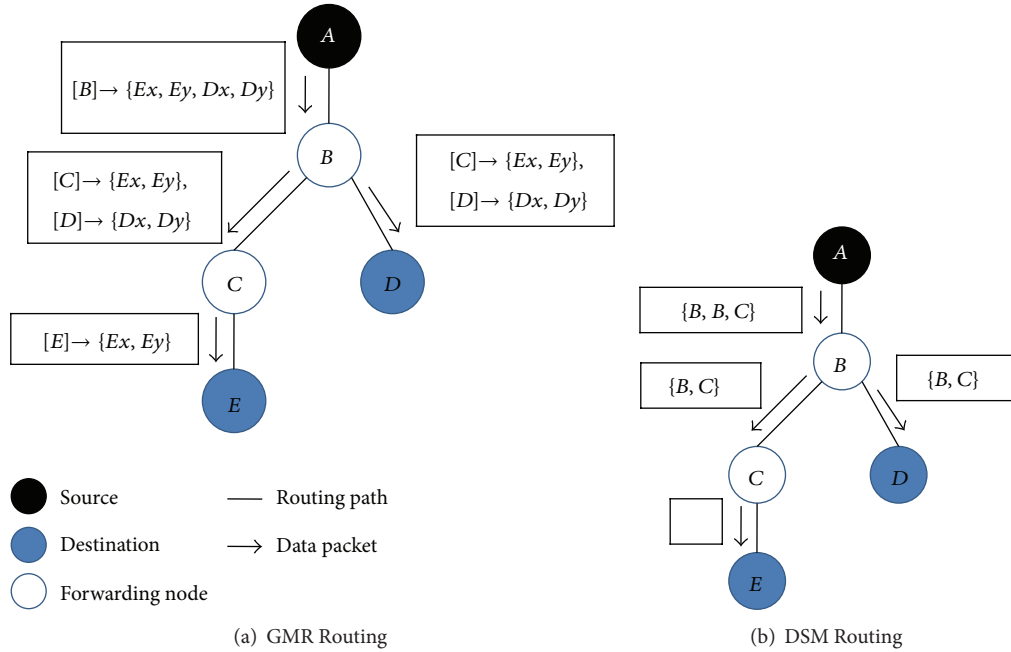 A
[B]→ {Ex, Ey, Dx, Dy}
B
[C]→ {Ex, Ey},
[D]→ {Dx, Dy}
[C]→ {Ex, Ey},
[D]→ {Dx, Dy}
C
D
[E]→ {Ex, Ey}
E
Source
Routing path
Destination
Data packet
Forwarding node
(a) GMR Routing
A
{B, B, C}
B
{B, C}
{B, C}
C
D
E
(b) DSM Routing